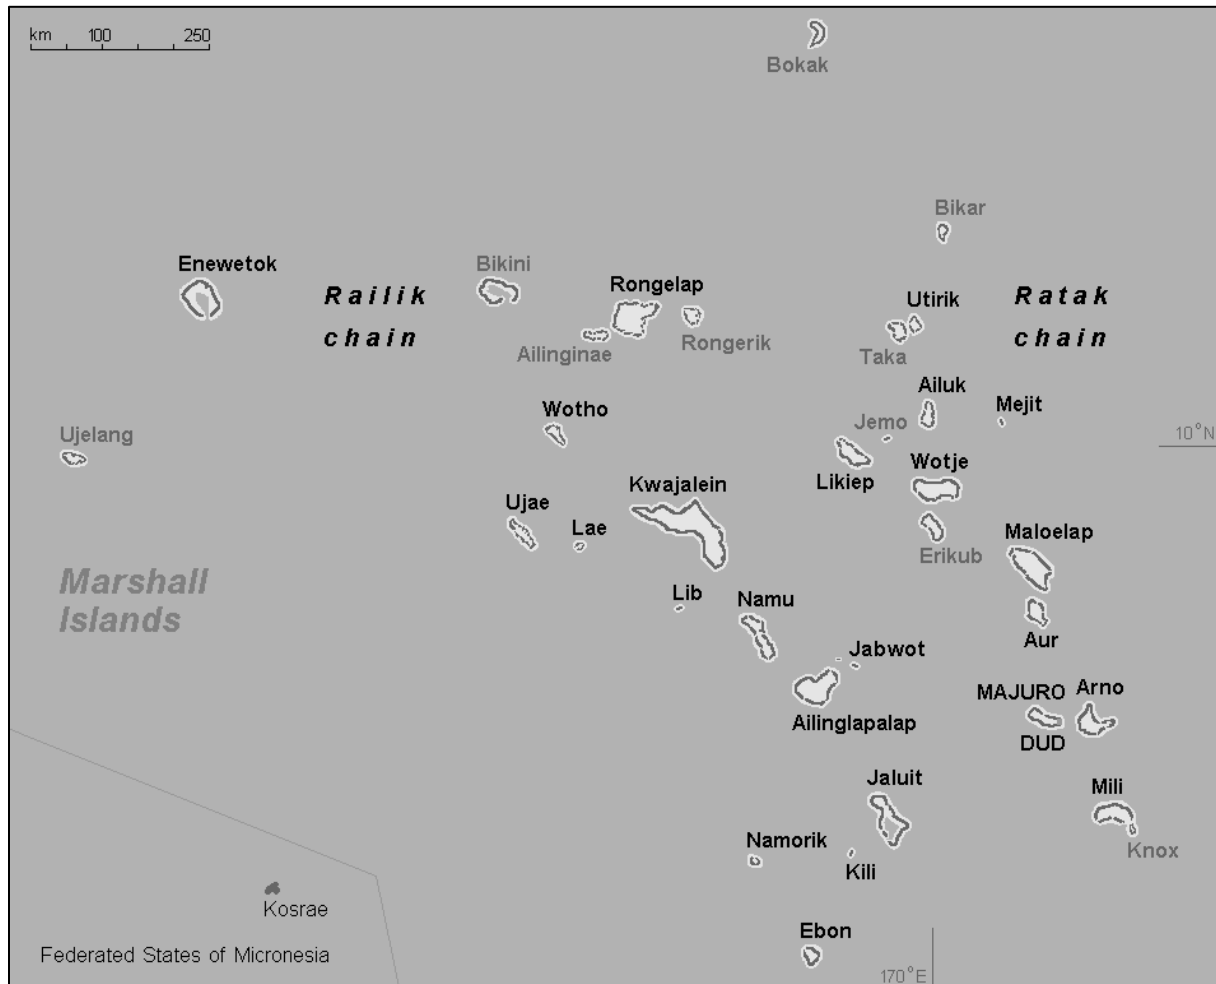 km 100 250
Bokak
Bikar
Enewetok
Railik
chain
Bikini
Rongelap
Rongerik
Ailinginae
Utirik
Taka
Ratak
chain
Ailuk
Mejit
Jemo
Wotho
Ujelang
10°N
Likiep
Wotje
Kwajalein
Ujae
Lae
Erikub
Maloelap
Marshall
Islands
Lib
Namu
Aur
Jabwot
Ailinglapalap
MAJURO
Arno
DUD
Jaluit
Mili
Namorik
Kili
Knox
Kosrae
Ebon
Federated States of Micronesia
170°E